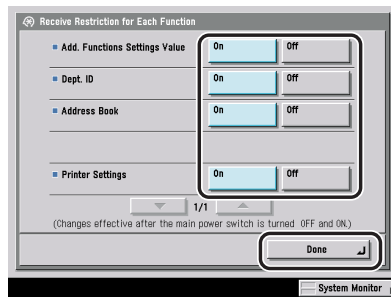 Receive Restriction for Each Function
Add. Functions Settings Value On Off
Dept. ID On Off
Address Book On Off
Printer Settings On Off
1/1
(Changes effective after the main power switch is turned OFF and ON.)
Done
System Monitor